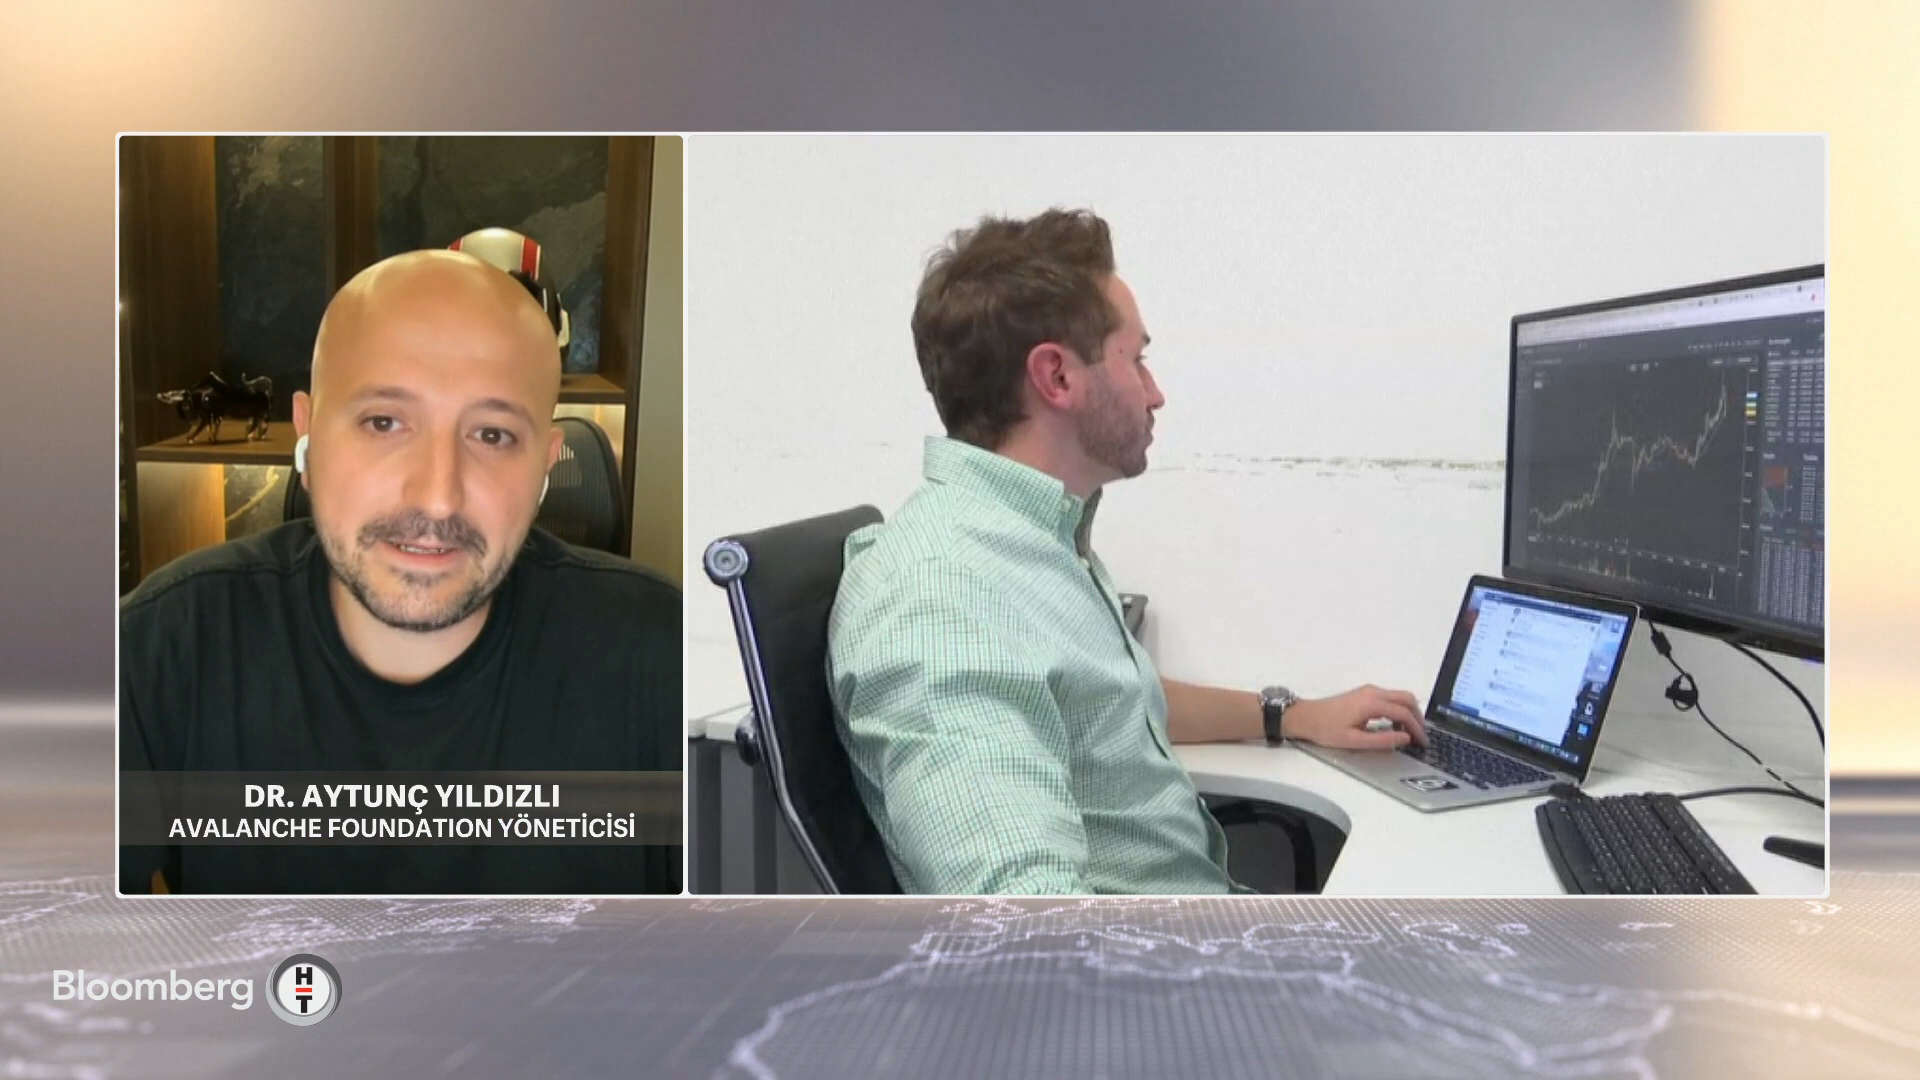 DR. AYTUNÇ YILDIZLI
AVALANCHE FOUNDATION YÖNETİCİSİ
Bloomberg HT